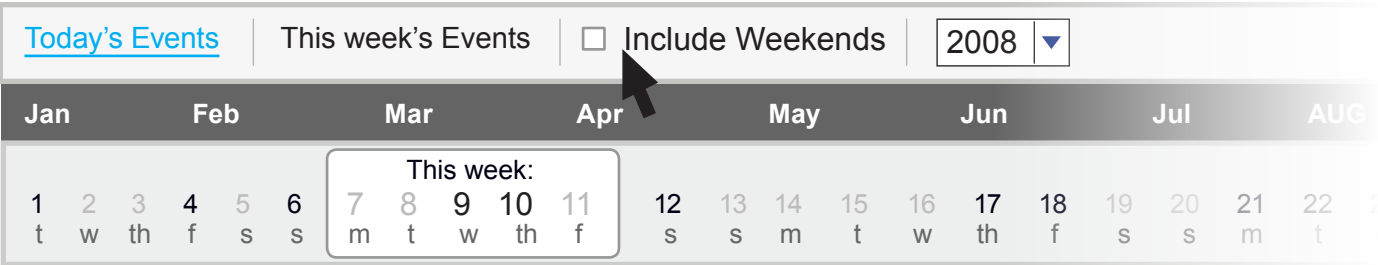 Today's Events This week's Events Include Weekends 2008
Jan Feb Mar Apr May Jun Jul AUG
This week:
1 2 3 4 5 6 7 8 9 10 11 12 13 14 15 16 17 18 19 20 21 22
t w th f s s m t w th f s s m t w th f s s m t